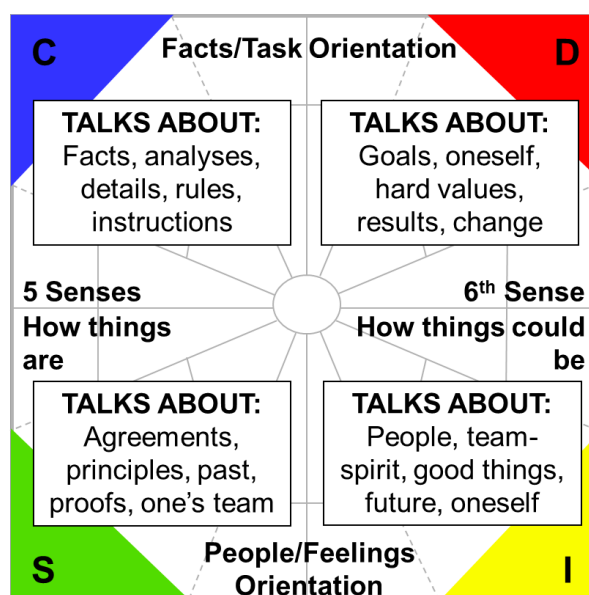 C
Facts/Task Orientation
D
TALKS ABOUT:
Facts, analyses,
details, rules,
instructions
TALKS ABOUT:
Goals, oneself,
hard values,
results, change
5 Senses
How things
are
6th Sense
How things could
be
TALKS ABOUT:
Agreements,
principles, past,
proofs, one's team
TALKS ABOUT:
People, team-
spirit, good things,
future, oneself
S
People/Feelings
Orientation
I